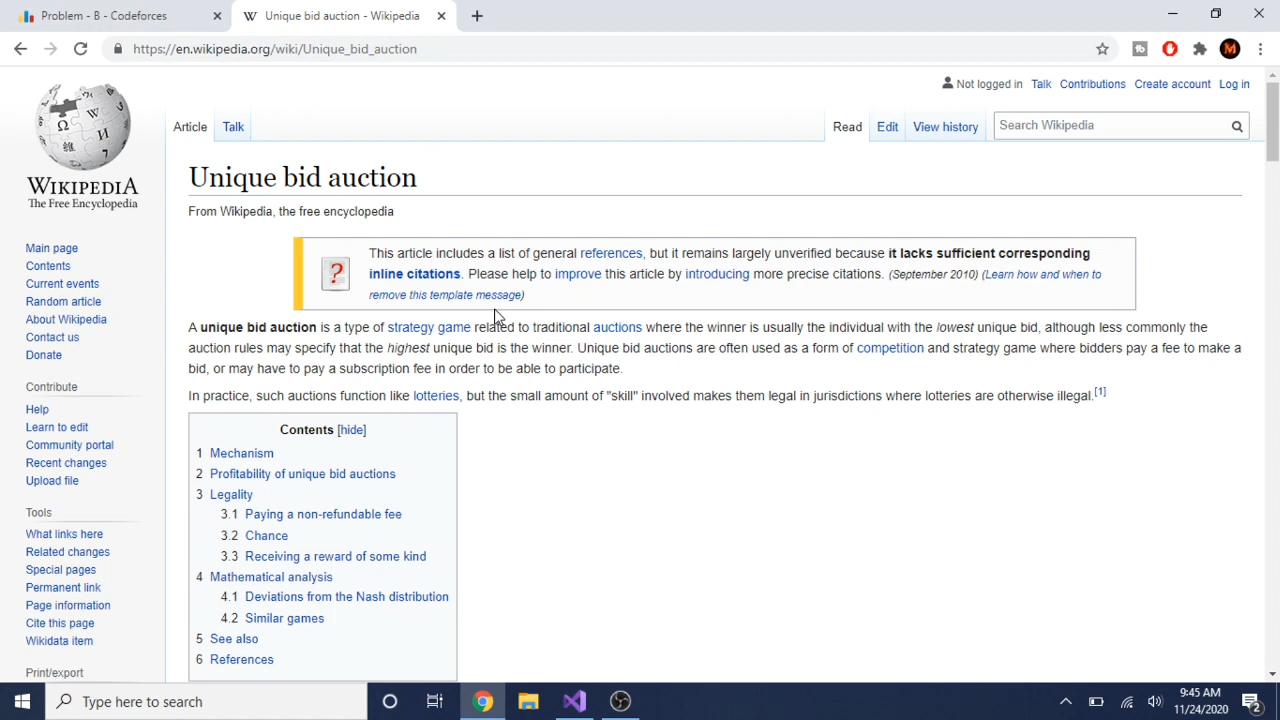 Problem - B - Codeforces
Unique bid auction - Wikipedia
https://en.wikipedia.org/wiki/Unique_bid_auction
Not logged in Talk Contributions Create account Log in
Article Talk Read Edit View history Search Wikipedia
WIKIPEDIA
The Free Encyclopedia
Main page
Contents
Current events
Random article
About Wikipedia
Contact us
Donate
Contribute
Help
Learn to edit
Community portal
Recent changes
Upload file
Tools
What links here
Related changes
Special pages
Permanent link
Page information
Cite this page
Wikidata item
Print/export
Unique bid auction
From Wikipedia, the free encyclopedia
This article includes a list of general references, but it remains largely unverified because it lacks sufficient corresponding
inline citations. Please help to improve this article by introducing more precise citations. (September 2010) (Learn how and when to
remove this template message)
A unique bid auction is a type of strategy game related to traditional auctions where the winner is usually the individual with the lowest unique bid, although less commonly the
auction rules may specify that the highest unique bid is the winner. Unique bid auctions are often used as a form of competition and strategy game where bidders pay a fee to make a
bid, or may have to pay a subscription fee in order to be able to participate.
In practice, such auctions function like lotteries, but the small amount of "skill" involved makes them legal in jurisdictions where lotteries are otherwise illegal.[1]
Contents [hide]
1 Mechanism
2 Profitability of unique bid auctions
3 Legality
3.1 Paying a non-refundable fee
3.2 Chance
3.3 Receiving a reward of some kind
4 Mathematical analysis
4.1 Deviations from the Nash distribution
4.2 Similar games
5 See also
6 References
Type here to search
9:45 AM
11/24/2020
2